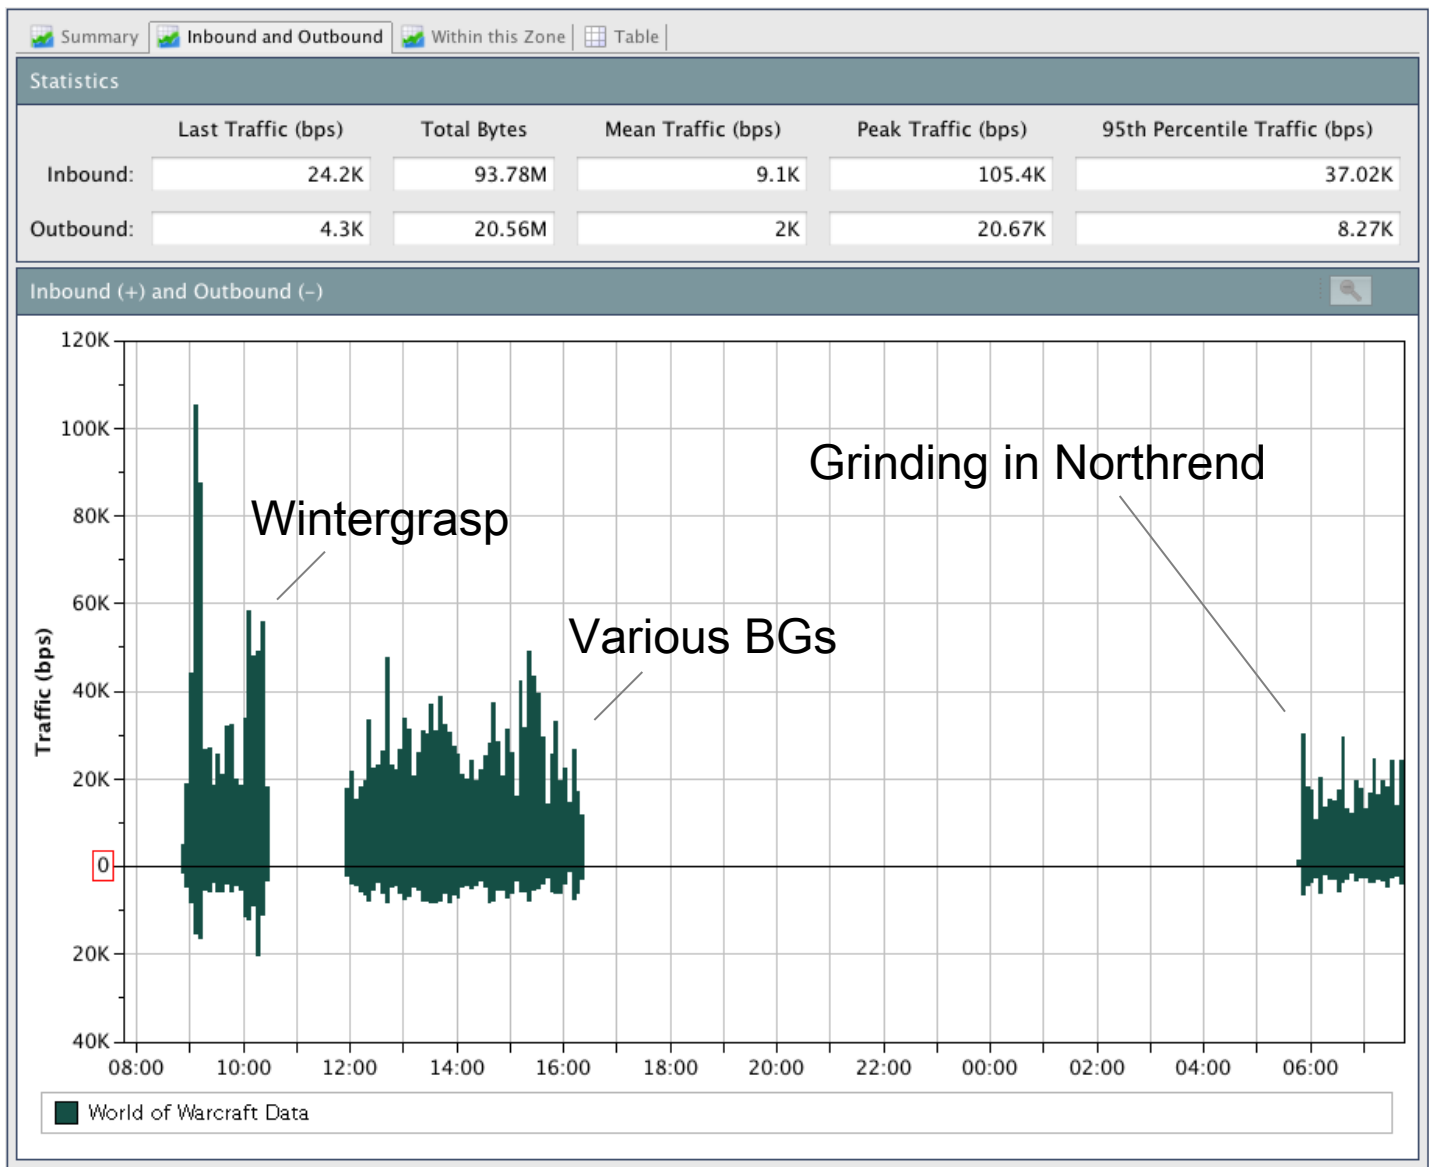 Summary Inbound and Outbound Within this Zone Table
Statistics
Last Traffic (bps) Total Bytes Mean Traffic (bps) Peak Traffic (bps) 95th Percentile Traffic (bps)
Inbound: 24.2K 93.78M 9.1K 105.4K 37.02K
Outbound: 4.3K 20.56M 2K 20.67K 8.27K
Inbound (+) and Outbound (−)
120K
100K
Grinding in Northrend
80K
Wintergrasp
60K
Various BGs
Traffic (bps)
40K
20K
0
20K
40K
08:00 10:00 12:00 14:00 16:00 18:00 20:00 22:00 00:00 02:00 04:00 06:00
World of Warcraft Data